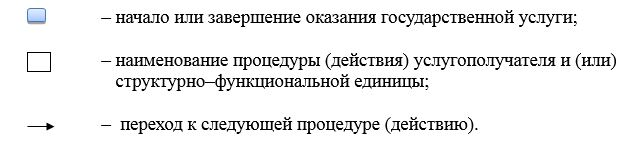 – начало или завершение оказания государственной услуги;
– наименование процедуры (действия) услугополучателя и (или)
структурно–функциональной единицы;
– переход к следующей процедуре (действию).